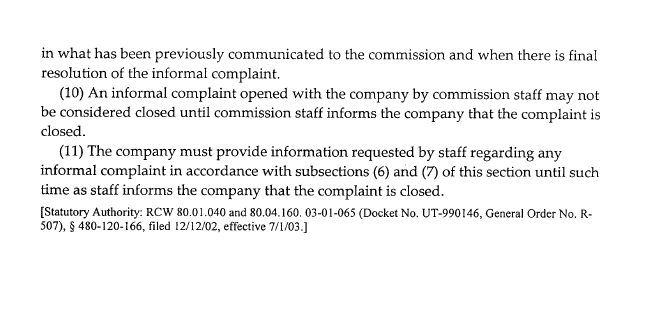 in what has been previously communicated to the commission and when there is final
resolution of the informal complaint.
(10) An informal complaint opened with the company by commission staff may not
be considered closed until commission staff informs the company that the complaint is
closed.
(11) The company must provide information requested by staff regarding any
informal complaint in accordance with subsections (6) and (7) of this section until such
time as staff informs the company that the complaint is closed.
[Statutory Authority: RCW 80.01.040 and 80.04.160. 03-01-065 (Docket No. UT-990146, General Order No. R-
507), § 480-120-166, filed 12/12/02, effective 7/1/03.]